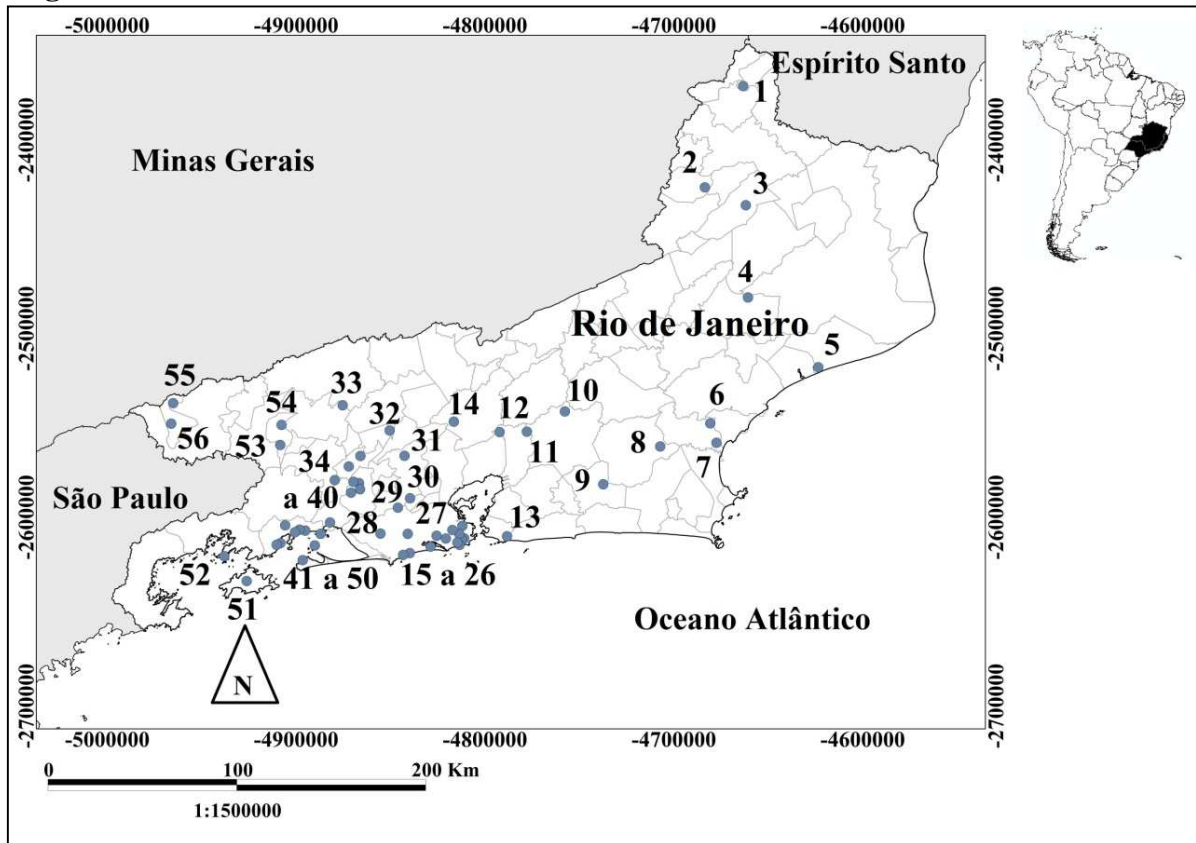 -5000000 -4900000 -4800000 -4700000 -4600000
Espírito Santo
1
-2400000 -2400000
Minas Gerais
2
3
4
Rio de Janeiro
-2500000 -2500000
5
55 33 10
54 32 14 12 6
56 53 31 11 8 7
34 30 9
São Paulo a 40 29
28 27 13
-2600000 -2600000
52 41 a 50 15 a 26
51
Oceano Atlântico
N
-2700000 -2700000
-5000000 -4900000 -4800000 -4700000 -4600000
0 100 200 Km
1:1500000